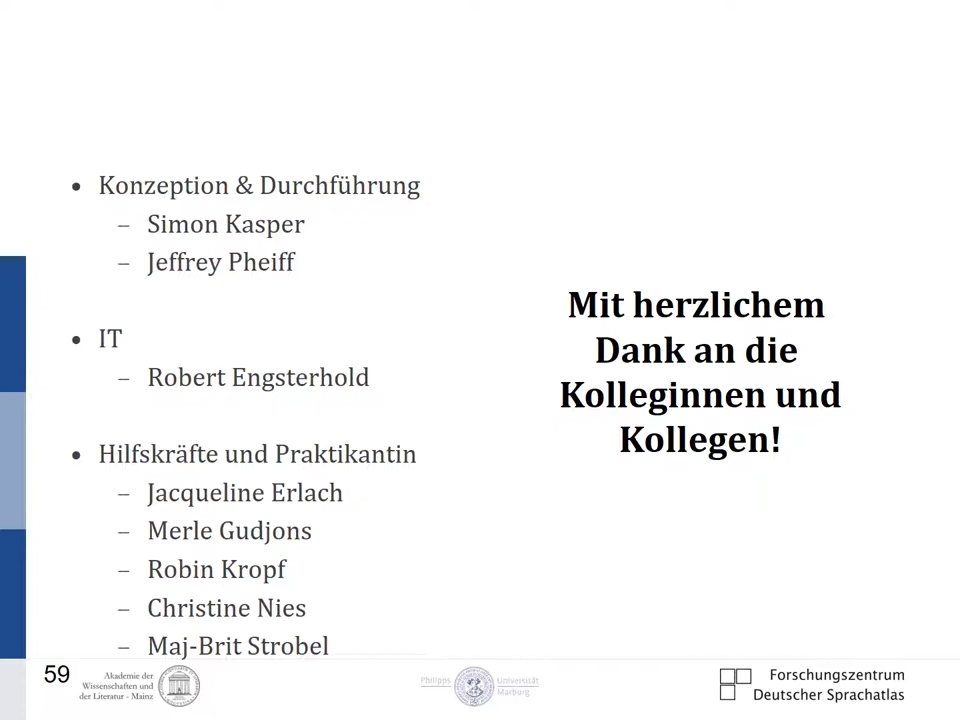 • Konzeption & Durchführung
– Simon Kasper
– Jeffrey Pheiff
• IT
– Robert Engsterhold
• Hilfskräfte und Praktikantin
– Jacqueline Erlach
– Merle Gudjons
– Robin Kropf
– Christine Nies
– Maj-Brit Strobel
Mit herzlichem
Dank an die
Kolleginnen und
Kollegen!
59
Akademie der
Wissenschaften und
der Literatur - Mainz
Philipps Universität
Marburg
Forschungszentrum
Deutscher Sprachatlas